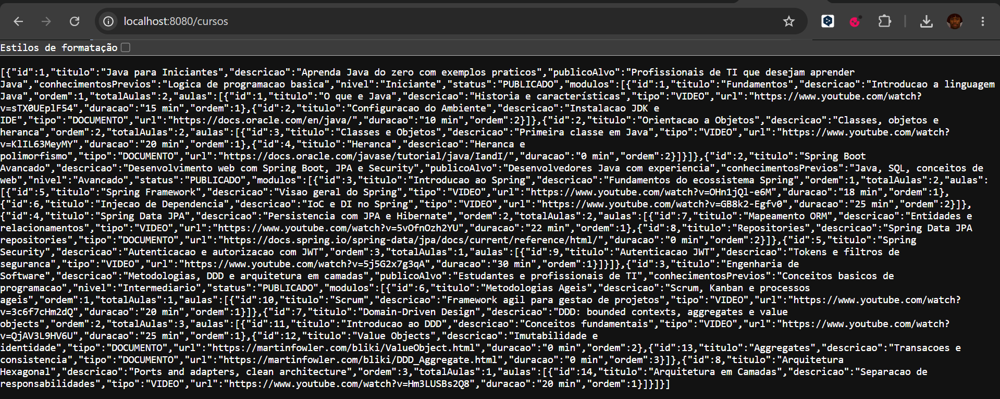 localhost:8080/cursos
Estilos de formatação
[{"id":1,"titulo":"Java para Iniciantes","descricao":"Aprenda Java do zero com exemplos praticos","publicoAlvo":"Profissionais de TI que desejam aprender
Java","conhecimentosPrevios":"Logica de programacao basica","nivel":"Iniciante","status":"PUBLICADO","modulos":[{"id":1,"titulo":"Fundamentos","descricao":"Introducao a linguagem
Java","ordem":1,"totalAulas":2,"aulas":[{"id":1,"titulo":"O que e Java","descricao":"Historia e características","tipo":"VIDEO","url":"https://www.youtube.com/watch?
v=sTX0UEplF54","duracao":"15 min","ordem":1},{"id":2,"titulo":"Configuracao do Ambiente","descricao":"Instalacao JDK e
IDE","tipo":"DOCUMENTO","url":"https://docs.oracle.com/en/java/","duracao":"10 min","ordem":2}]},{"id":2,"titulo":"Orientacao a Objetos","descricao":"Classes, objetos e
heranca","ordem":2,"totalAulas":2,"aulas":[{"id":3,"titulo":"Classes e Objetos","descricao":"Primeira classe em Java","tipo":"VIDEO","url":"https://www.youtube.com/watch?
v=KlIL63MeyMY","duracao":"20 min","ordem":1},{"id":4,"titulo":"Heranca","descricao":"Heranca e
polimorfismo","tipo":"DOCUMENTO","url":"https://docs.oracle.com/javase/tutorial/java/IandI/","duracao":"0 min","ordem":2}]}]},{"id":2,"titulo":"Spring Boot
Avancado","descricao":"Desenvolvimento web com Spring Boot, JPA e Security","publicoAlvo":"Desenvolvedores Java com experiencia","conhecimentosPrevios":"Java, SQL, conceitos de
web","nivel":"Avancado","status":"PUBLICADO","modulos":[{"id":3,"titulo":"Introducao ao Spring","descricao":"Fundamentos do ecossistema Spring","ordem":1,"totalAulas":2,"aulas":
[{"id":5,"titulo":"Spring Framework","descricao":"Visao geral do Spring","tipo":"VIDEO","url":"https://www.youtube.com/watch?v=OHn1jQl-e6M","duracao":"18 min","ordem":1},
{"id":6,"titulo":"Injecao de Dependencia","descricao":"IoC e DI no Spring","tipo":"VIDEO","url":"https://www.youtube.com/watch?v=GB8k2-Egfv0","duracao":"25 min","ordem":2}]},
{"id":4,"titulo":"Spring Data JPA","descricao":"Persistencia com JPA e Hibernate","ordem":2,"totalAulas":2,"aulas":[{"id":7,"titulo":"Mapeamento ORM","descricao":"Entidades e
relacionamentos","tipo":"VIDEO","url":"https://www.youtube.com/watch?v=5vOfnOzh2YU","duracao":"22 min","ordem":1},{"id":8,"titulo":"Repositories","descricao":"Spring Data JPA
repositories","tipo":"DOCUMENTO","url":"https://docs.spring.io/spring-data/jpa/docs/current/reference/html/","duracao":"0 min","ordem":2}]},{"id":5,"titulo":"Spring
Security","descricao":"Autenticacao e autorizacao com JWT","ordem":3,"totalAulas":1,"aulas":[{"id":9,"titulo":"Autenticacao JWT","descricao":"Tokens e filtros de
seguranca","tipo":"VIDEO","url":"https://www.youtube.com/watch?v=5j5G2x7g3qA","duracao":"30 min","ordem":1}]}]},{"id":3,"titulo":"Engenharia de
Software","descricao":"Metodologias, DDD e arquitetura em camadas","publicoAlvo":"Estudantes e profissionais de TI","conhecimentosPrevios":"Conceitos basicos de
programacao","nivel":"Intermediario","status":"PUBLICADO","modulos":[{"id":6,"titulo":"Metodologias Ageis","descricao":"Scrum, Kanban e processos
ageis","ordem":1,"totalAulas":1,"aulas":[{"id":10,"titulo":"Scrum","descricao":"Framework agil para gestao de projetos","tipo":"VIDEO","url":"https://www.youtube.com/watch?
v=3c6f7cHm2dQ","duracao":"20 min","ordem":1}]},{"id":7,"titulo":"Domain-Driven Design","descricao":"DDD: bounded contexts, aggregates e value
objects","ordem":2,"totalAulas":3,"aulas":[{"id":11,"titulo":"Introducao ao DDD","descricao":"Conceitos fundamentais","tipo":"VIDEO","url":"https://www.youtube.com/watch?
v=QjAV3L9HV6U","duracao":"25 min","ordem":1},{"id":12,"titulo":"Value Objects","descricao":"Imutabilidade e
identidade","tipo":"DOCUMENTO","url":"https://martinfowler.com/bliki/ValueObject.html","duracao":"0 min","ordem":2},{"id":13,"titulo":"Aggregates","descricao":"Transacoes e
consistencia","tipo":"DOCUMENTO","url":"https://martinfowler.com/bliki/DDD_Aggregate.html","duracao":"0 min","ordem":3}]},{"id":8,"titulo":"Arquitetura
Hexagonal","descricao":"Ports and adapters, clean architecture","ordem":3,"totalAulas":1,"aulas":[{"id":14,"titulo":"Arquitetura em Camadas","descricao":"Separacao de
responsabilidades","tipo":"VIDEO","url":"https://www.youtube.com/watch?v=Hm3LUSBs2Q8","duracao":"20 min","ordem":1}]}]}]